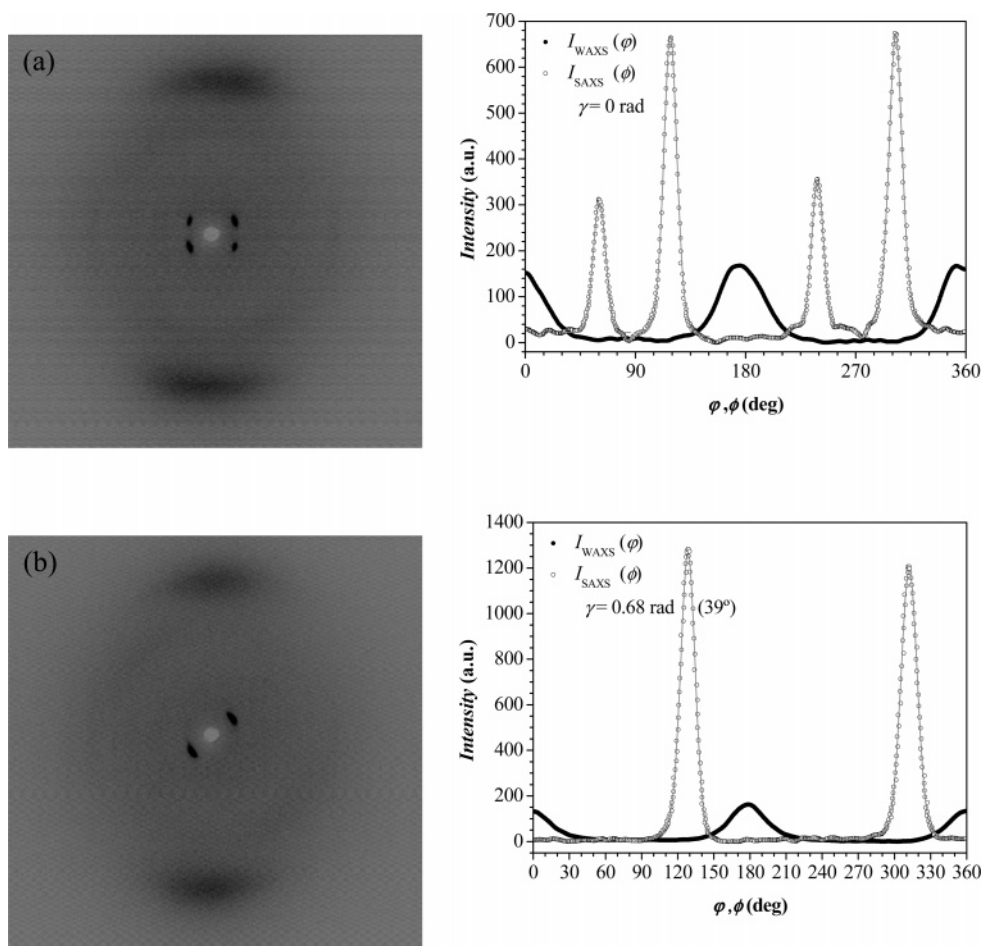 (a)
700
600
500
400
300
200
100
0
Intensity (a.u.)
I_WAXS (φ)
I_SAXS (ϕ)
γ = 0 rad
0 90 180 270 360
φ,ϕ (deg)
(b)
1400
1200
1000
800
600
400
200
0
Intensity (a.u.)
I_WAXS (φ)
I_SAXS (ϕ)
γ = 0.68 rad (39º)
0 30 60 90 120 150 180 210 240 270 300 330 360
φ,ϕ (deg)